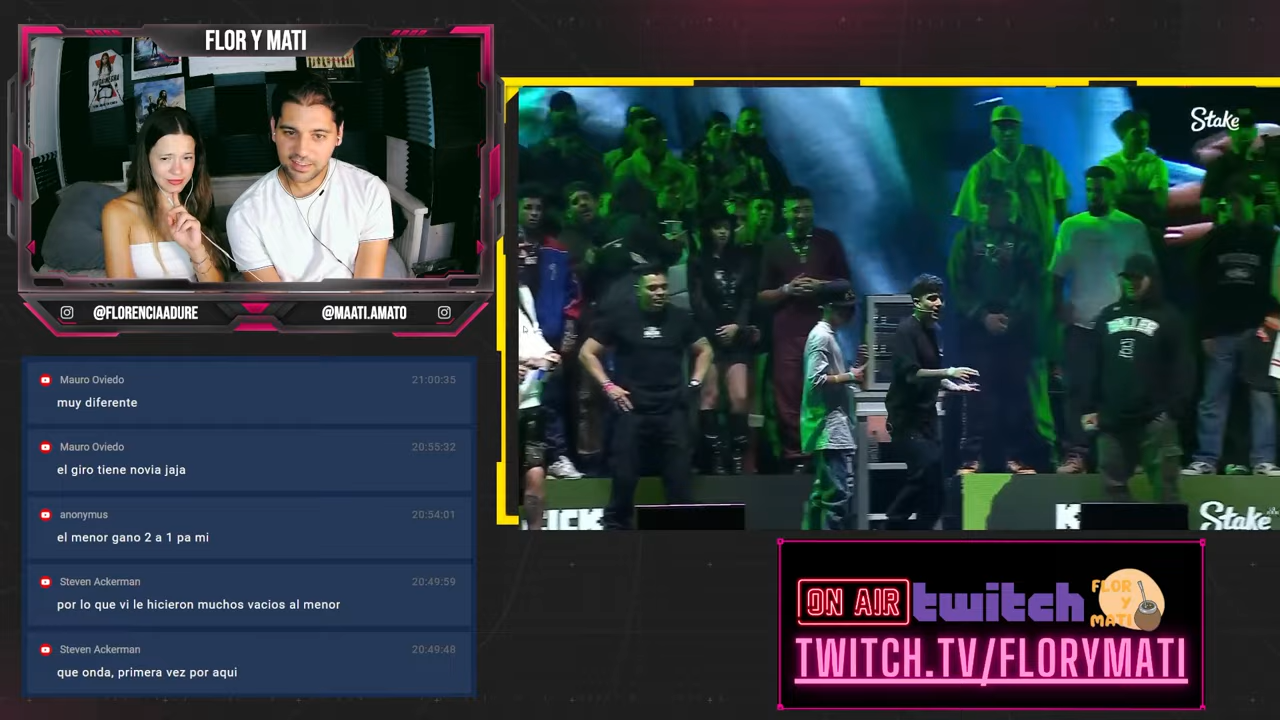 FLOR Y MATI
@FLORENCIAADURE
@MAATI.AMATO
Mauro Oviedo 21:00:35
muy diferente
Mauro Oviedo 20:55:32
el giro tiene novia jaja
anonymus 20:54:01
el menor gano 2 a 1 pa mi
Steven Ackerman 20:49:59
por lo que vi le hicieron muchos vacios al menor
Steven Ackerman 20:49:48
que onda, primera vez por aqui
Stake
K
Stake
ON AIR twitch
FLOR
Y
MATI
TWITCH.TV/FLORYMATI